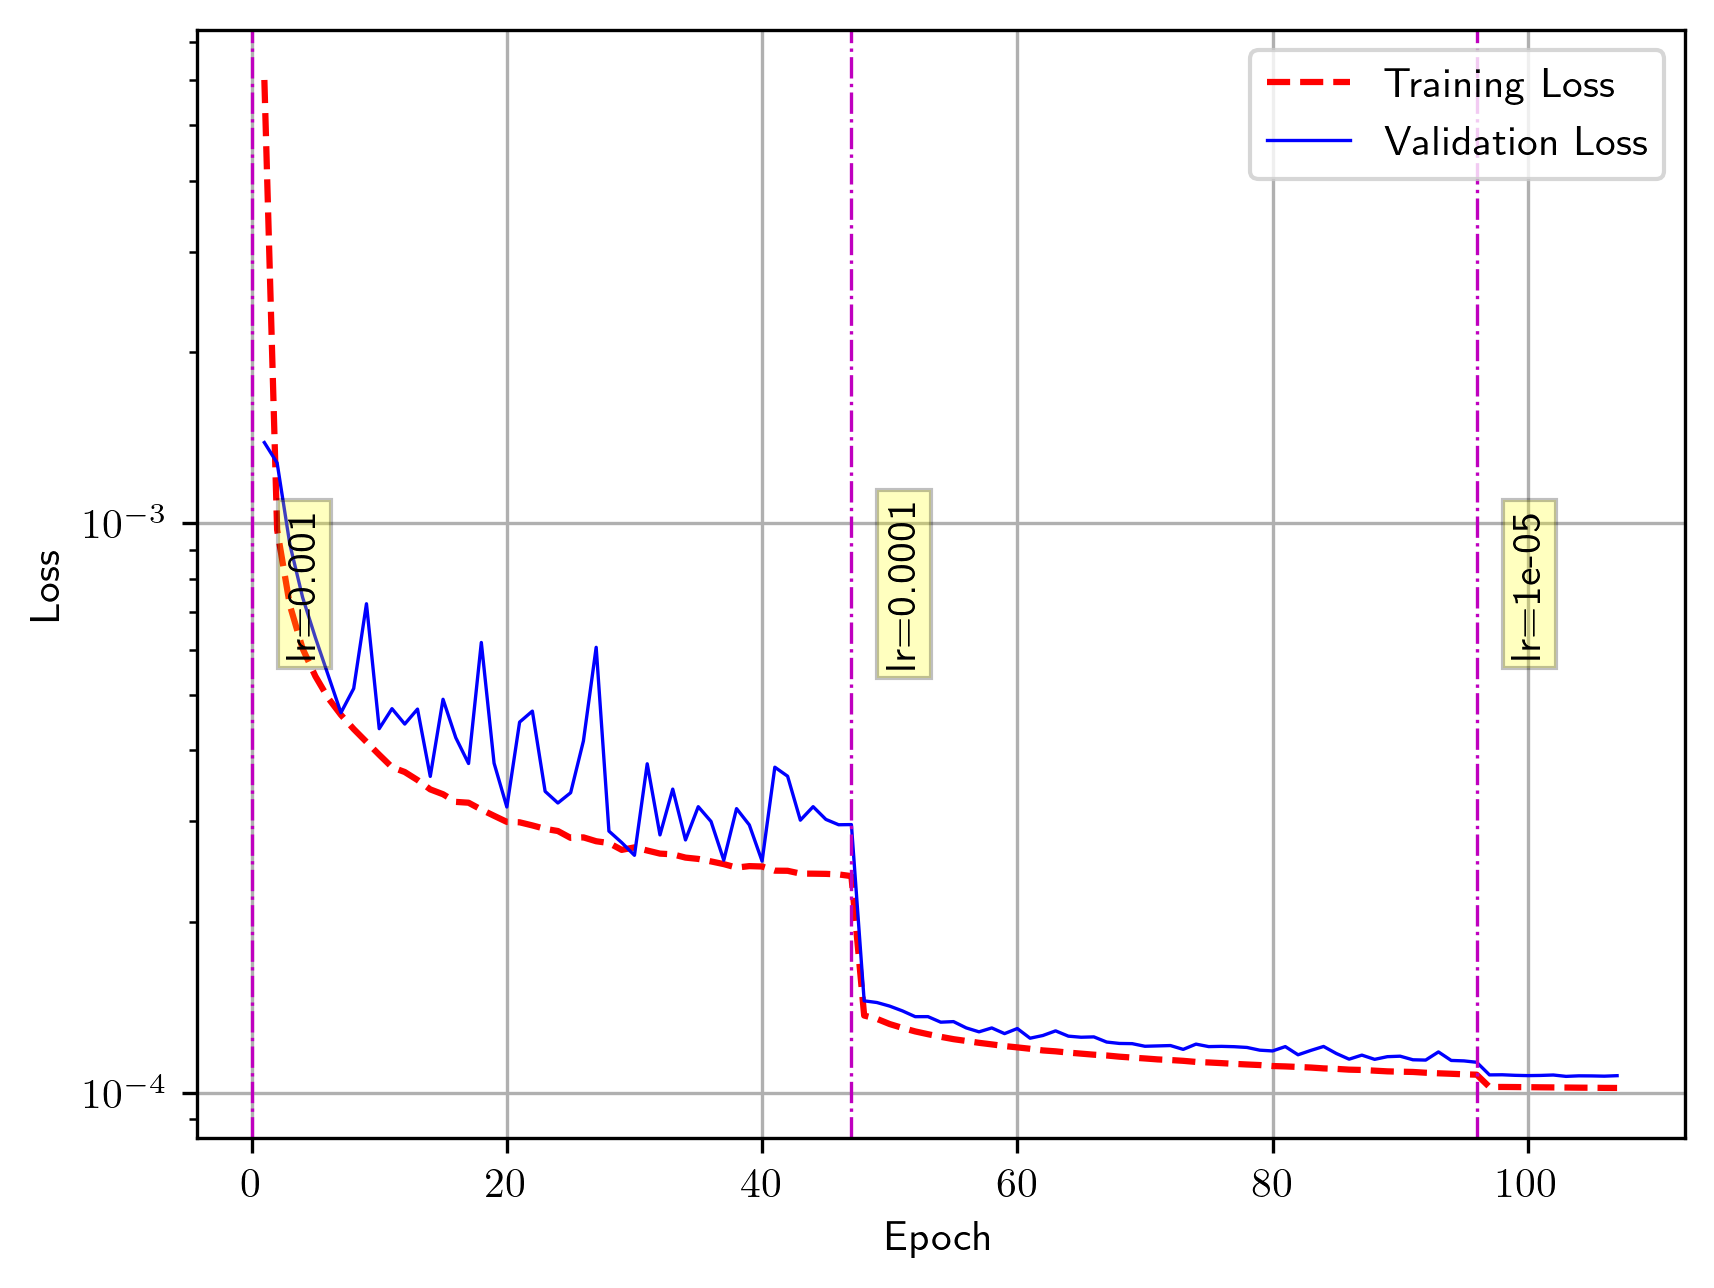 Training Loss
Validation Loss
10⁻³
10⁻⁴
Loss
lr=0.001
lr=0.0001
lr=1e-05
0 20 40 60 80 100
Epoch